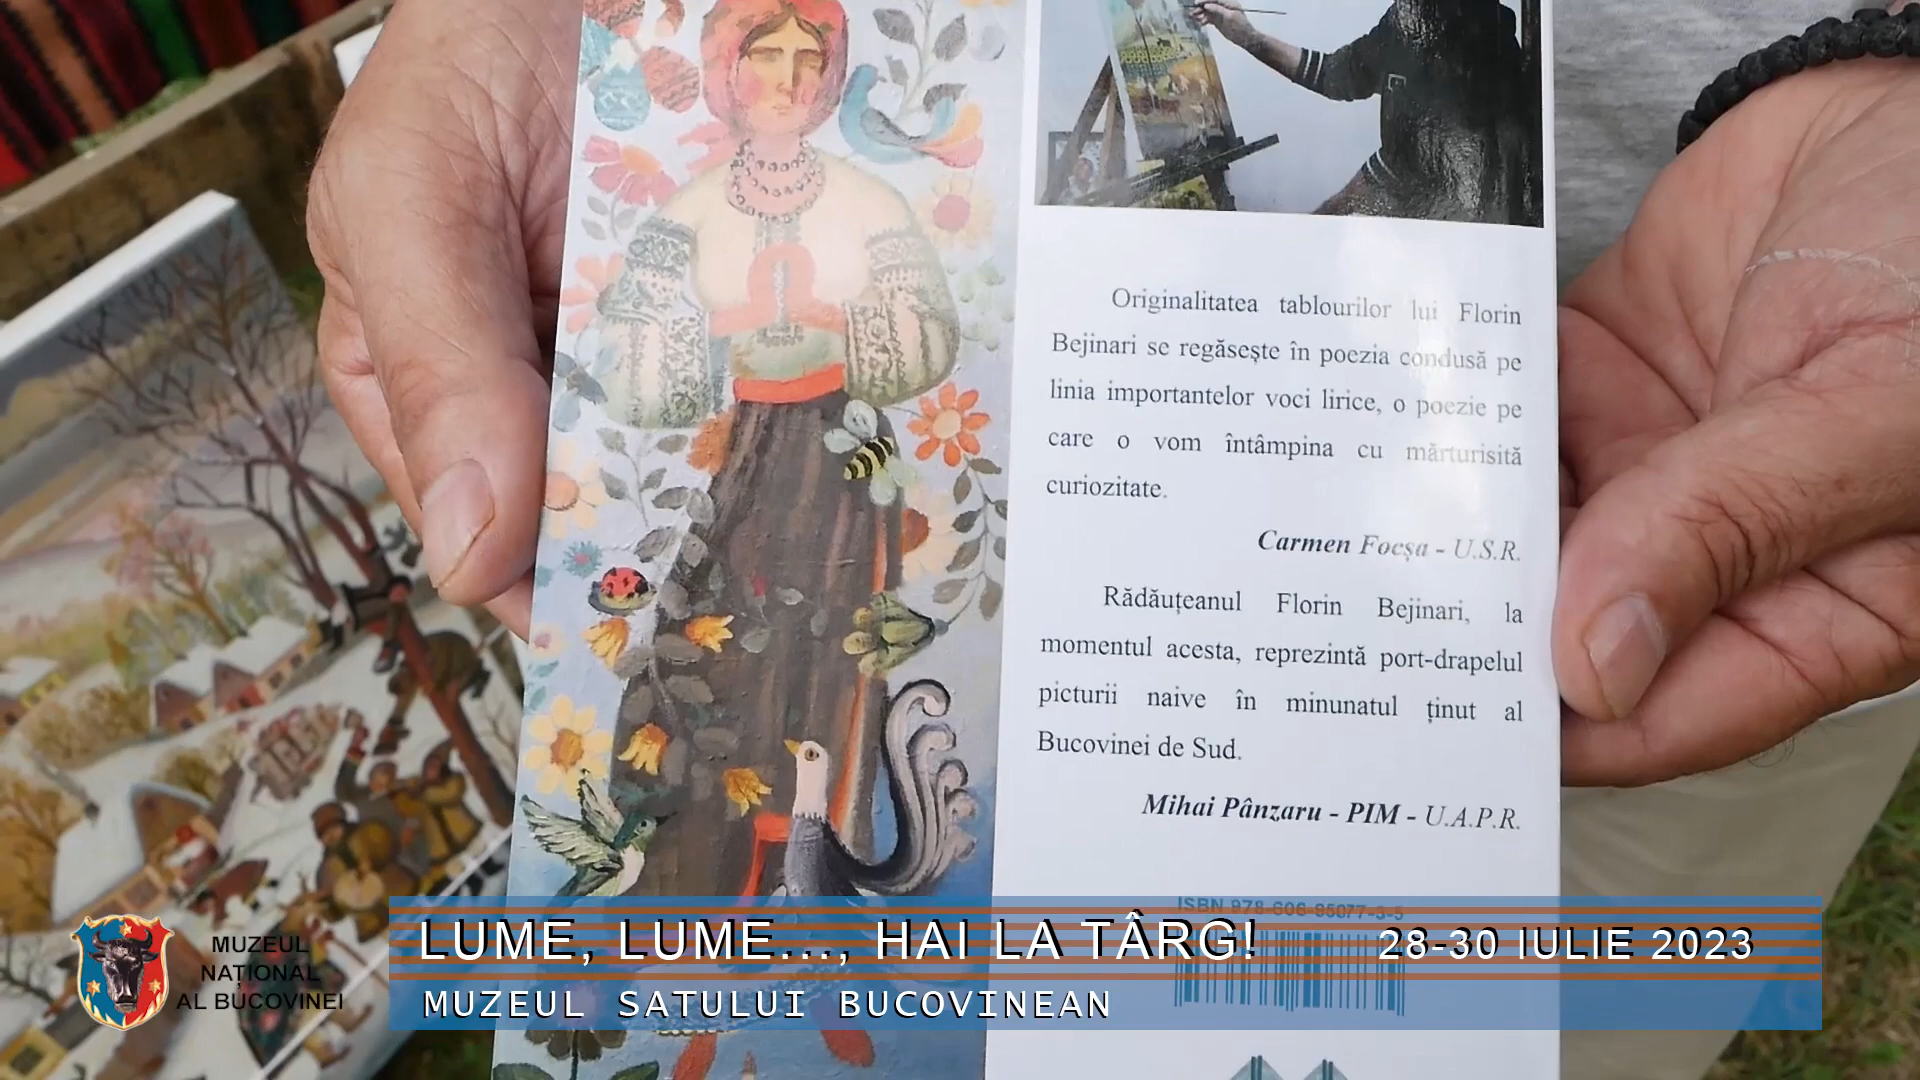 Originalitatea tablourilor lui Florin
Bejinari se regăsește în poezia condusă pe
linia importantelor voci lirice, o poezie pe
care o vom întâmpina cu mărturisită
curiozitate.
Carmen Focșa - U.S.R.
Rădăuțeanul Florin Bejinari, la
momentul acesta, reprezintă port-drapelul
picturii naive în minunatul ținut al
Bucovinei de Sud.
Mihai Pânzaru - PIM - U.A.P.R.
ISBN 978-606-95077-3-5
LUME, LUME..., HAI LA TÂRG! 28-30 IULIE 2023
MUZEUL SATULUI BUCOVINEAN
MUZEUL
NAȚIONAL
AL BUCOVINEI